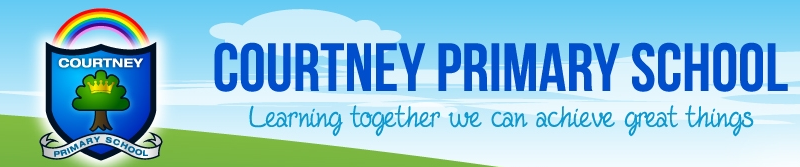 COURTNEY
PRIMARY SCHOOL
COURTNEY PRIMARY SCHOOL
Learning together we can achieve great things